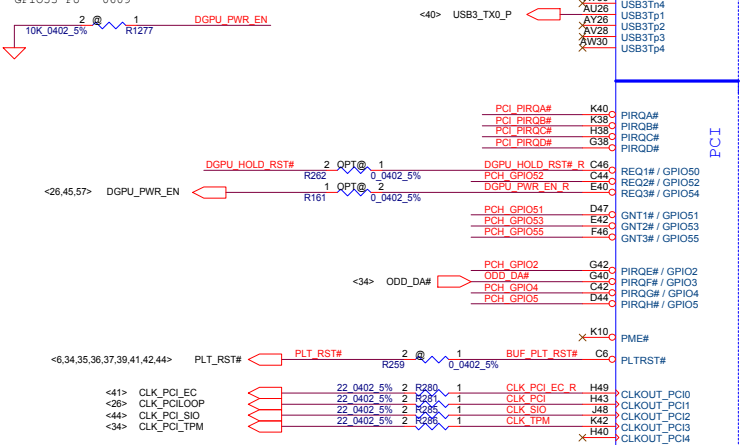 GPIO55 PU 0609
2 @ 1 DGPU_PWR_EN
10K_0402_5% R1277
<40> USB3_TX0_P
USB3Tn4
AU26 USB3Tp1
AY26 USB3Tp2
AV28 USB3Tp3
AW30 USB3Tp4
PCI
PCI_PIRQA# K40 PIRQA#
PCI_PIRQB# K38 PIRQB#
PCI_PIRQC# H38 PIRQC#
PCI_PIRQD# G38 PIRQD#
DGPU_HOLD_RST# 2 OPT@ 1 DGPU_HOLD_RST#_R C46 REQ1# / GPIO50
R262 0_0402_5% PCH_GPIO52 C44 REQ2# / GPIO52
<26,45,57> DGPU_PWR_EN 1 OPT@ 2 DGPU_PWR_EN_R E40 REQ3# / GPIO54
R161 0_0402_5%
PCH_GPIO51 D47 GNT1# / GPIO51
PCH_GPIO53 E42 GNT2# / GPIO53
PCH_GPIO55 F46 GNT3# / GPIO55
PCH_GPIO2 G42 PIRQE# / GPIO2
<34> ODD_DA# ODD_DA# G40 PIRQF# / GPIO3
PCH_GPIO4 C42 PIRQG# / GPIO4
PCH_GPIO5 D44 PIRQH# / GPIO5
K10 PME#
<6,34,35,36,37,39,41,42,44> PLT_RST# PLT_RST# 2 @ 1 BUF_PLT_RST# C6 PLTRST#
R259 0_0402_5%
<41> CLK_PCI_EC 22_0402_5% 2 R280 1 CLK_PCI_EC_R H49 CLKOUT_PCI0
<26> CLK_PCILOOP 22_0402_5% 2 R281 1 CLK_PCI H43 CLKOUT_PCI1
<44> CLK_PCI_SIO 22_0402_5% 2 R285 1 CLK_SIO J48 CLKOUT_PCI2
<34> CLK_PCI_TPM 22_0402_5% 2 R286 1 CLK_TPM K42 CLKOUT_PCI3
H40 CLKOUT_PCI4